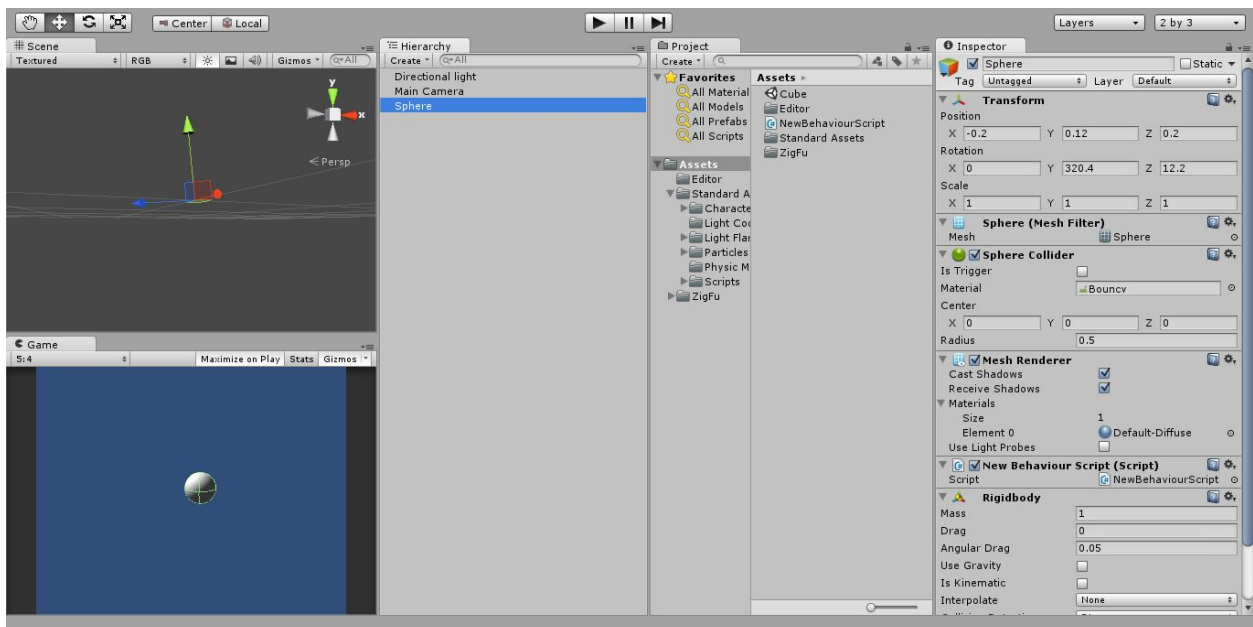 Center Local Layers 2 by 3
Scene
Textured RGB Gizmos All
y
x
Persp
Game
5:4 Maximize on Play Stats Gizmos
Hierarchy
Create All
Directional light
Main Camera
Sphere
Project
Create
Favorites
All Material
All Models
All Prefabs
All Scripts
Assets
Editor
Standard A
Characte
Light Coo
Light Flar
Particles
Physic M
Scripts
ZigFu
Assets
Cube
Editor
NewBehaviourScript
Standard Assets
ZigFu
Inspector
Sphere Static
Tag Untagged Layer Default
Transform
Position
X -0.2 Y 0.12 Z 0.2
Rotation
X 0 Y 320.4 Z 12.2
Scale
X 1 Y 1 Z 1
Sphere (Mesh Filter)
Mesh Sphere
Sphere Collider
Is Trigger
Material Bouncy
Center
X 0 Y 0 Z 0
Radius 0.5
Mesh Renderer
Cast Shadows
Receive Shadows
Materials
Size 1
Element 0 Default-Diffuse
Use Light Probes
New Behaviour Script (Script)
Script NewBehaviourScript
Rigidbody
Mass 1
Drag 0
Angular Drag 0.05
Use Gravity
Is Kinematic
Interpolate None